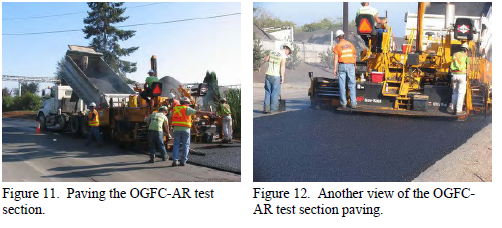 Figure 11. Paving the OGFC-AR test
section.
Figure 12. Another view of the OGFC-
AR test section paving.